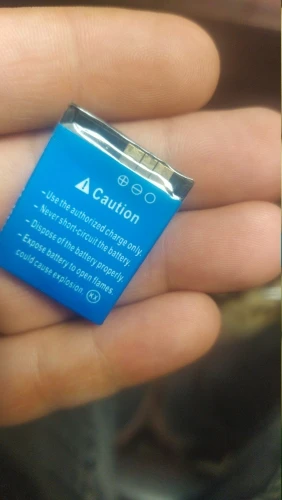 ⚠ Caution
-Use the authorized charge only.
-Never short-circuit the battery.
-Dispose of the battery properly.
-Expose battery to open flames.
could cause explosion